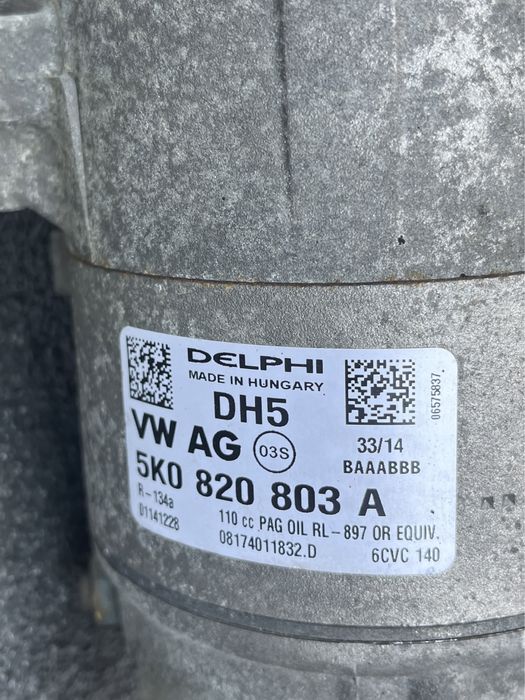 DELPHI
MADE IN HUNGARY
DH5
06575837.
VW AG 03S
33/14
BAAABBB
5K0 820 803 A
R-134a
110 cc PAG OIL RL-897 OR EQUIV.
D1141228
08174011832.D
6CVC 140